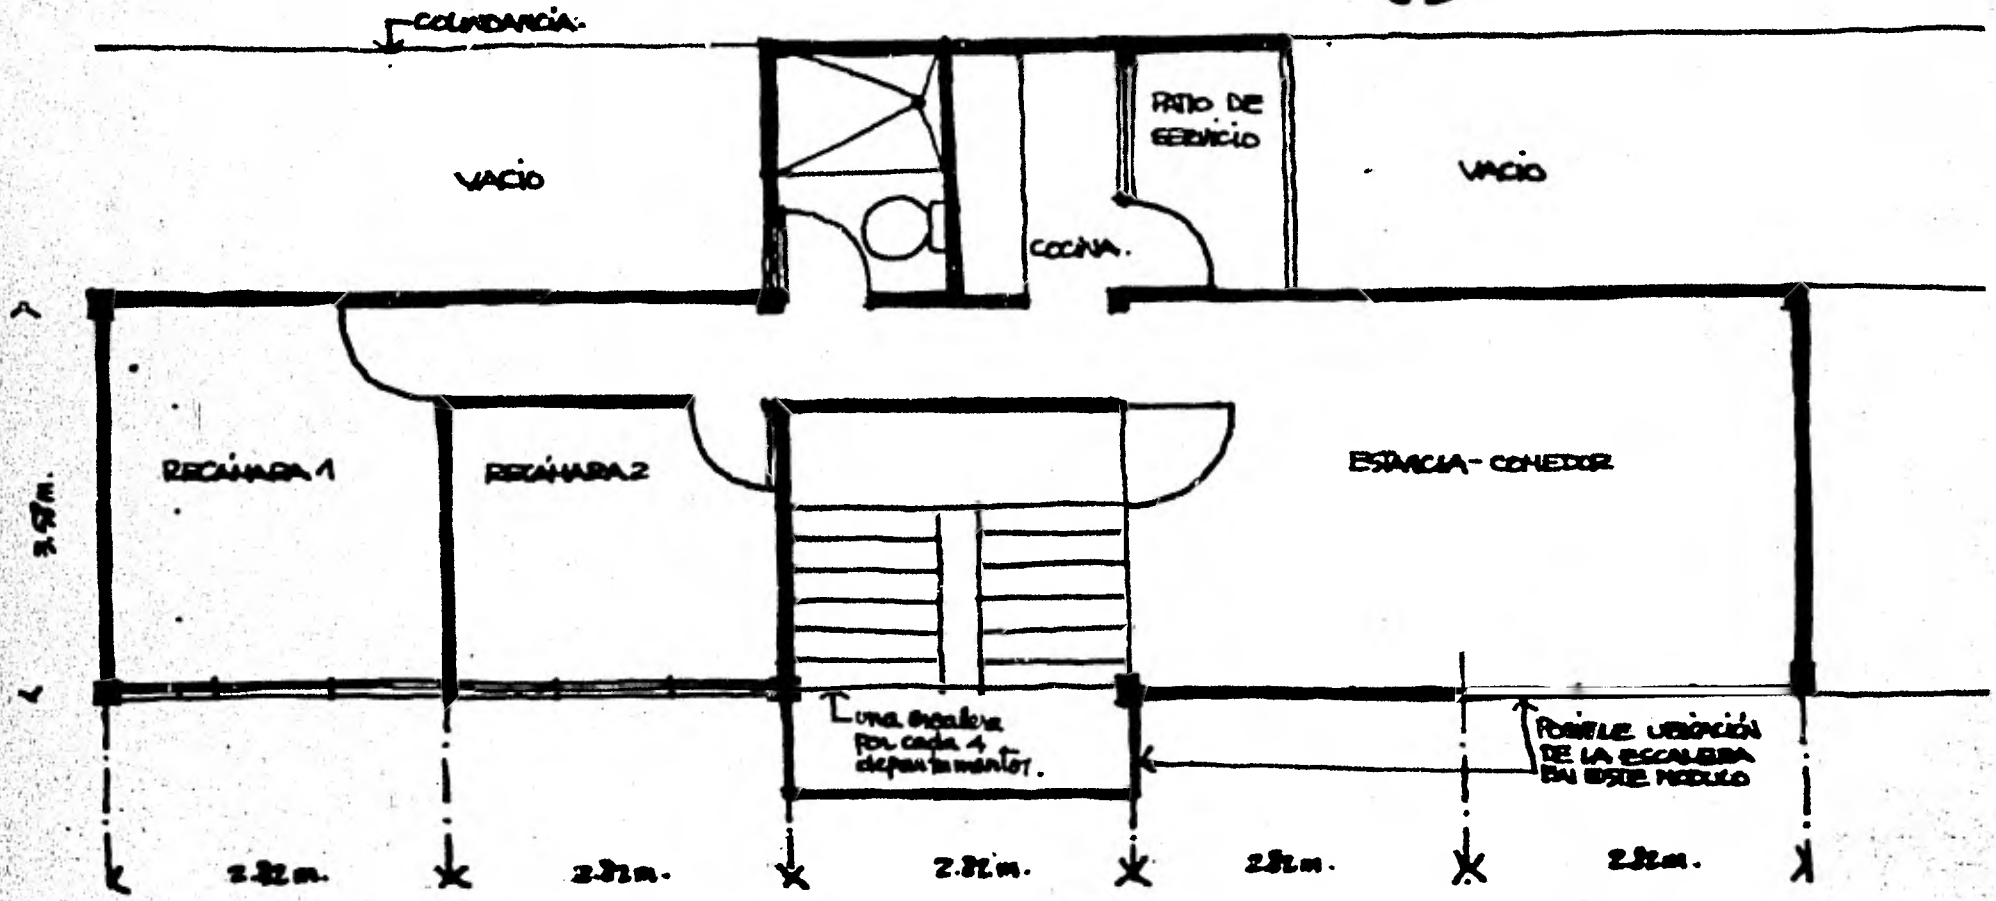 COLINDANCIA.
PATIO DE
SERVICIO
VACIO
VACIO
COCINA.
RECÁMARA 1
RECÁMARA 2
ESTANCIA-COMEDOR
una escalera
por cada 4
departamentos.
POSIBLE UBICACIÓN
DE LA ESCALERA
EN ESTE MODULO
2.82m.
2.82m.
2.82m.
2.82m.
2.82m.